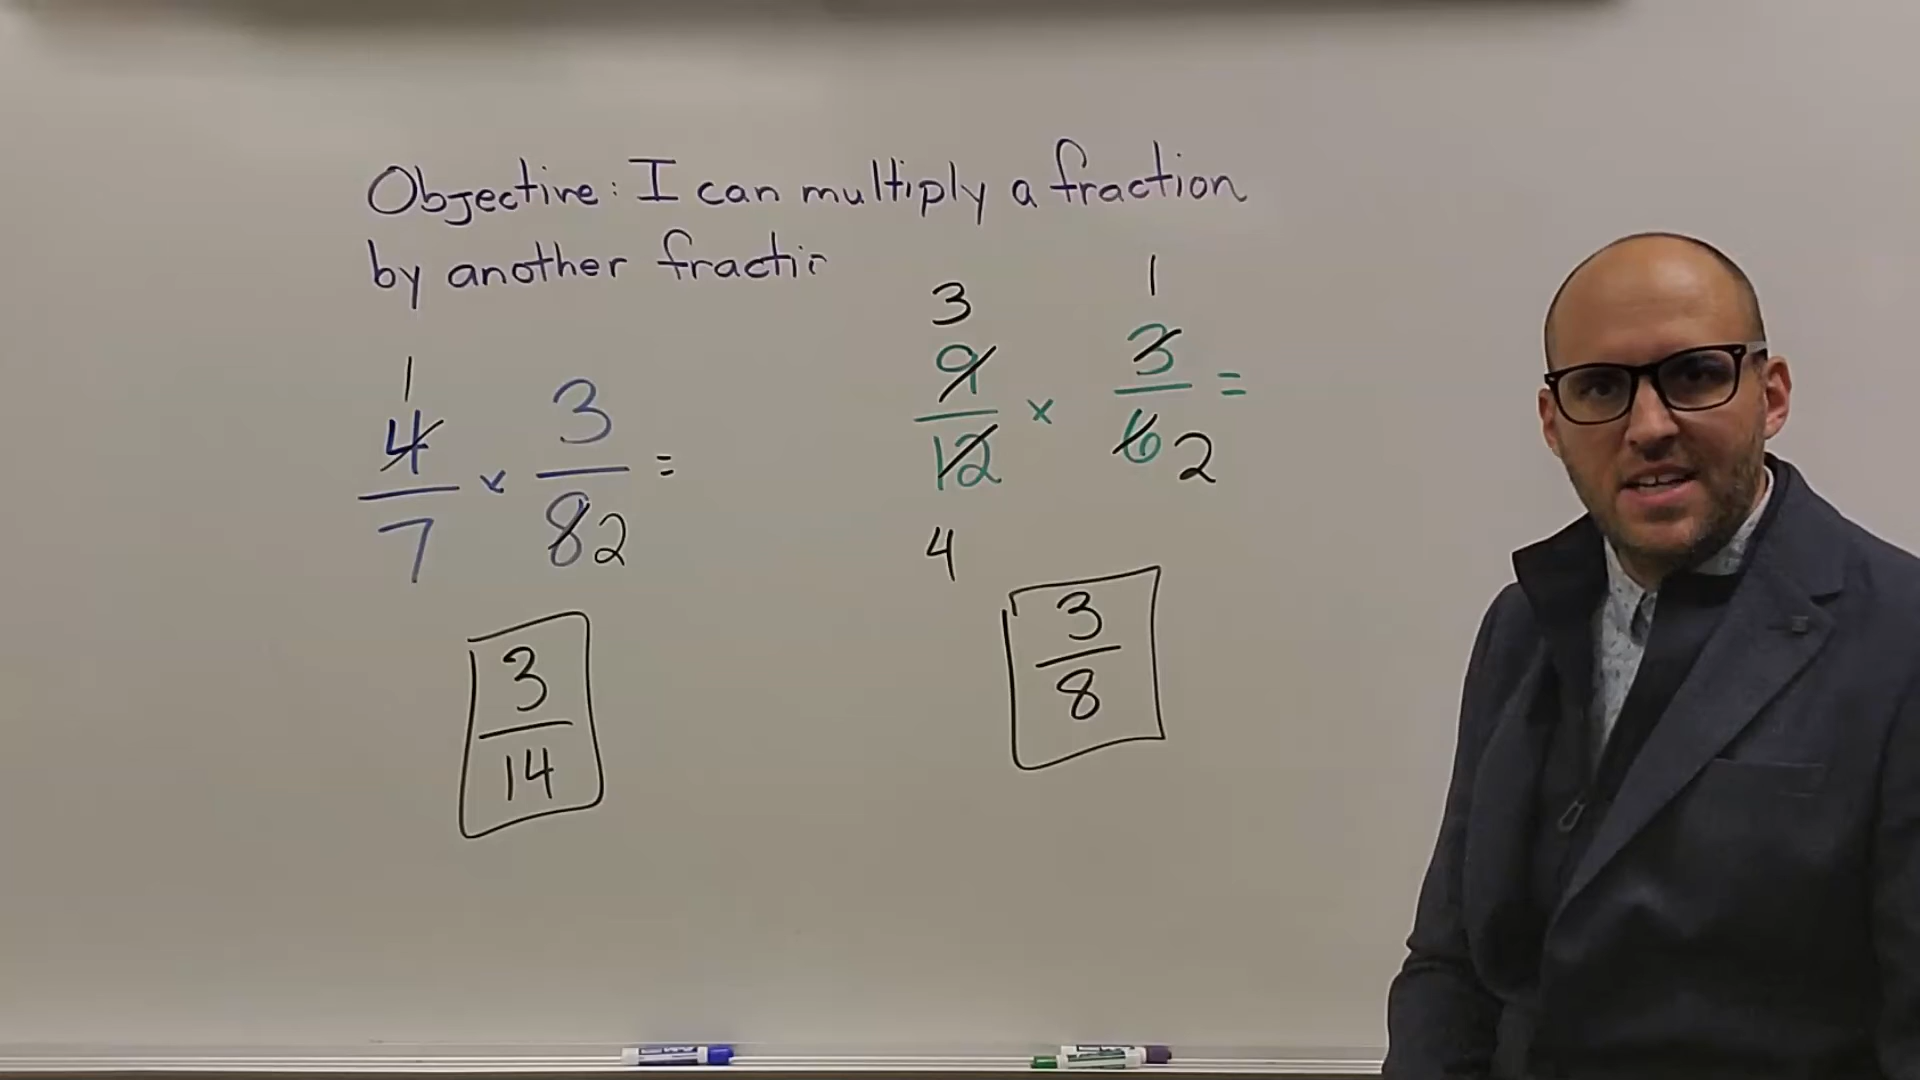 Objective: I can multiply a fraction
by another fractio
1
4/7 × 3/8 2 =
3/14
3 1
9/12 × 3/6 2 =
4
3/8